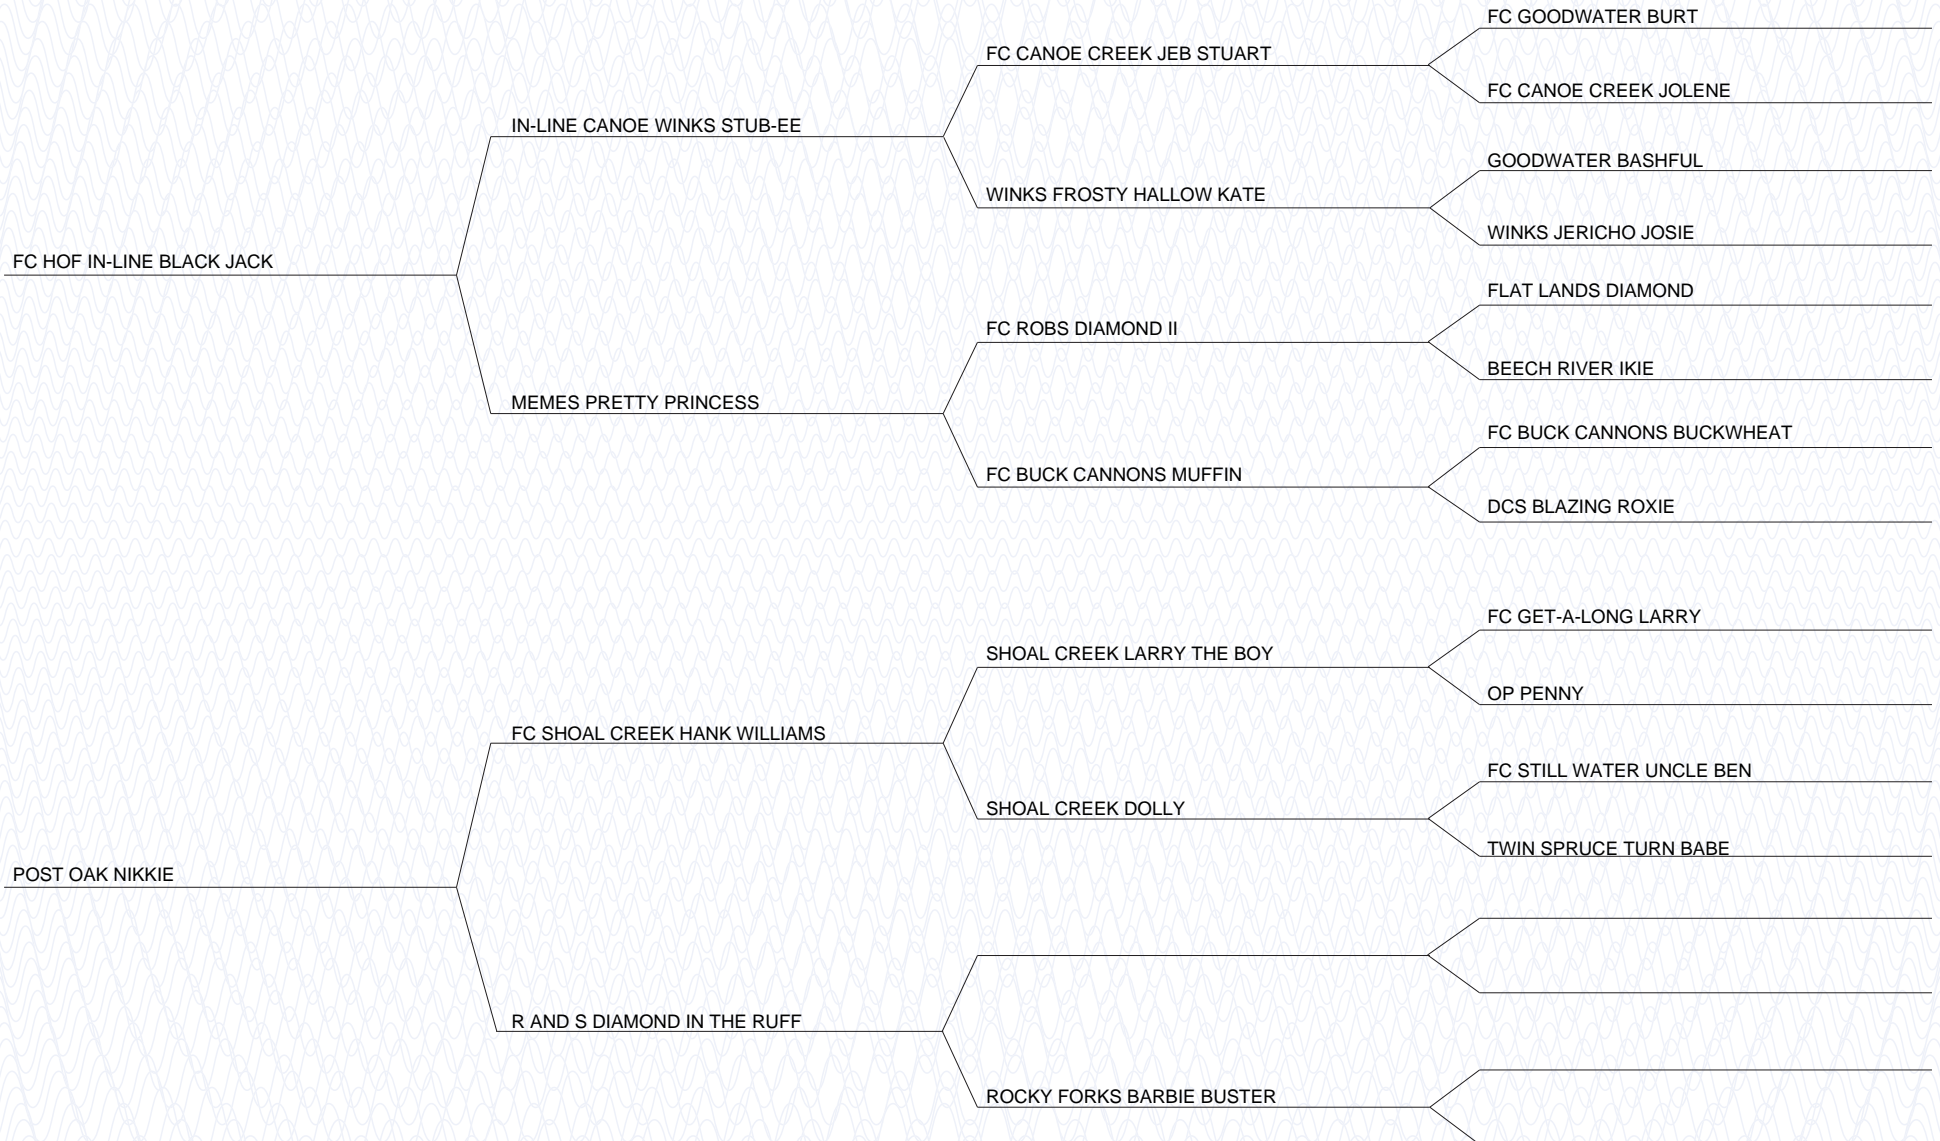 FC GOODWATER BURT
FC CANOE CREEK JEB STUART
FC CANOE CREEK JOLENE
IN-LINE CANOE WINKS STUB-EE
GOODWATER BASHFUL
WINKS FROSTY HALLOW KATE
WINKS JERICHO JOSIE
FC HOF IN-LINE BLACK JACK
FLAT LANDS DIAMOND
FC ROBS DIAMOND II
BEECH RIVER IKIE
MEMES PRETTY PRINCESS
FC BUCK CANNONS BUCKWHEAT
FC BUCK CANNONS MUFFIN
DCS BLAZING ROXIE
FC GET-A-LONG LARRY
SHOAL CREEK LARRY THE BOY
OP PENNY
FC SHOAL CREEK HANK WILLIAMS
FC STILL WATER UNCLE BEN
SHOAL CREEK DOLLY
TWIN SPRUCE TURN BABE
POST OAK NIKKIE
R AND S DIAMOND IN THE RUFF
ROCKY FORKS BARBIE BUSTER